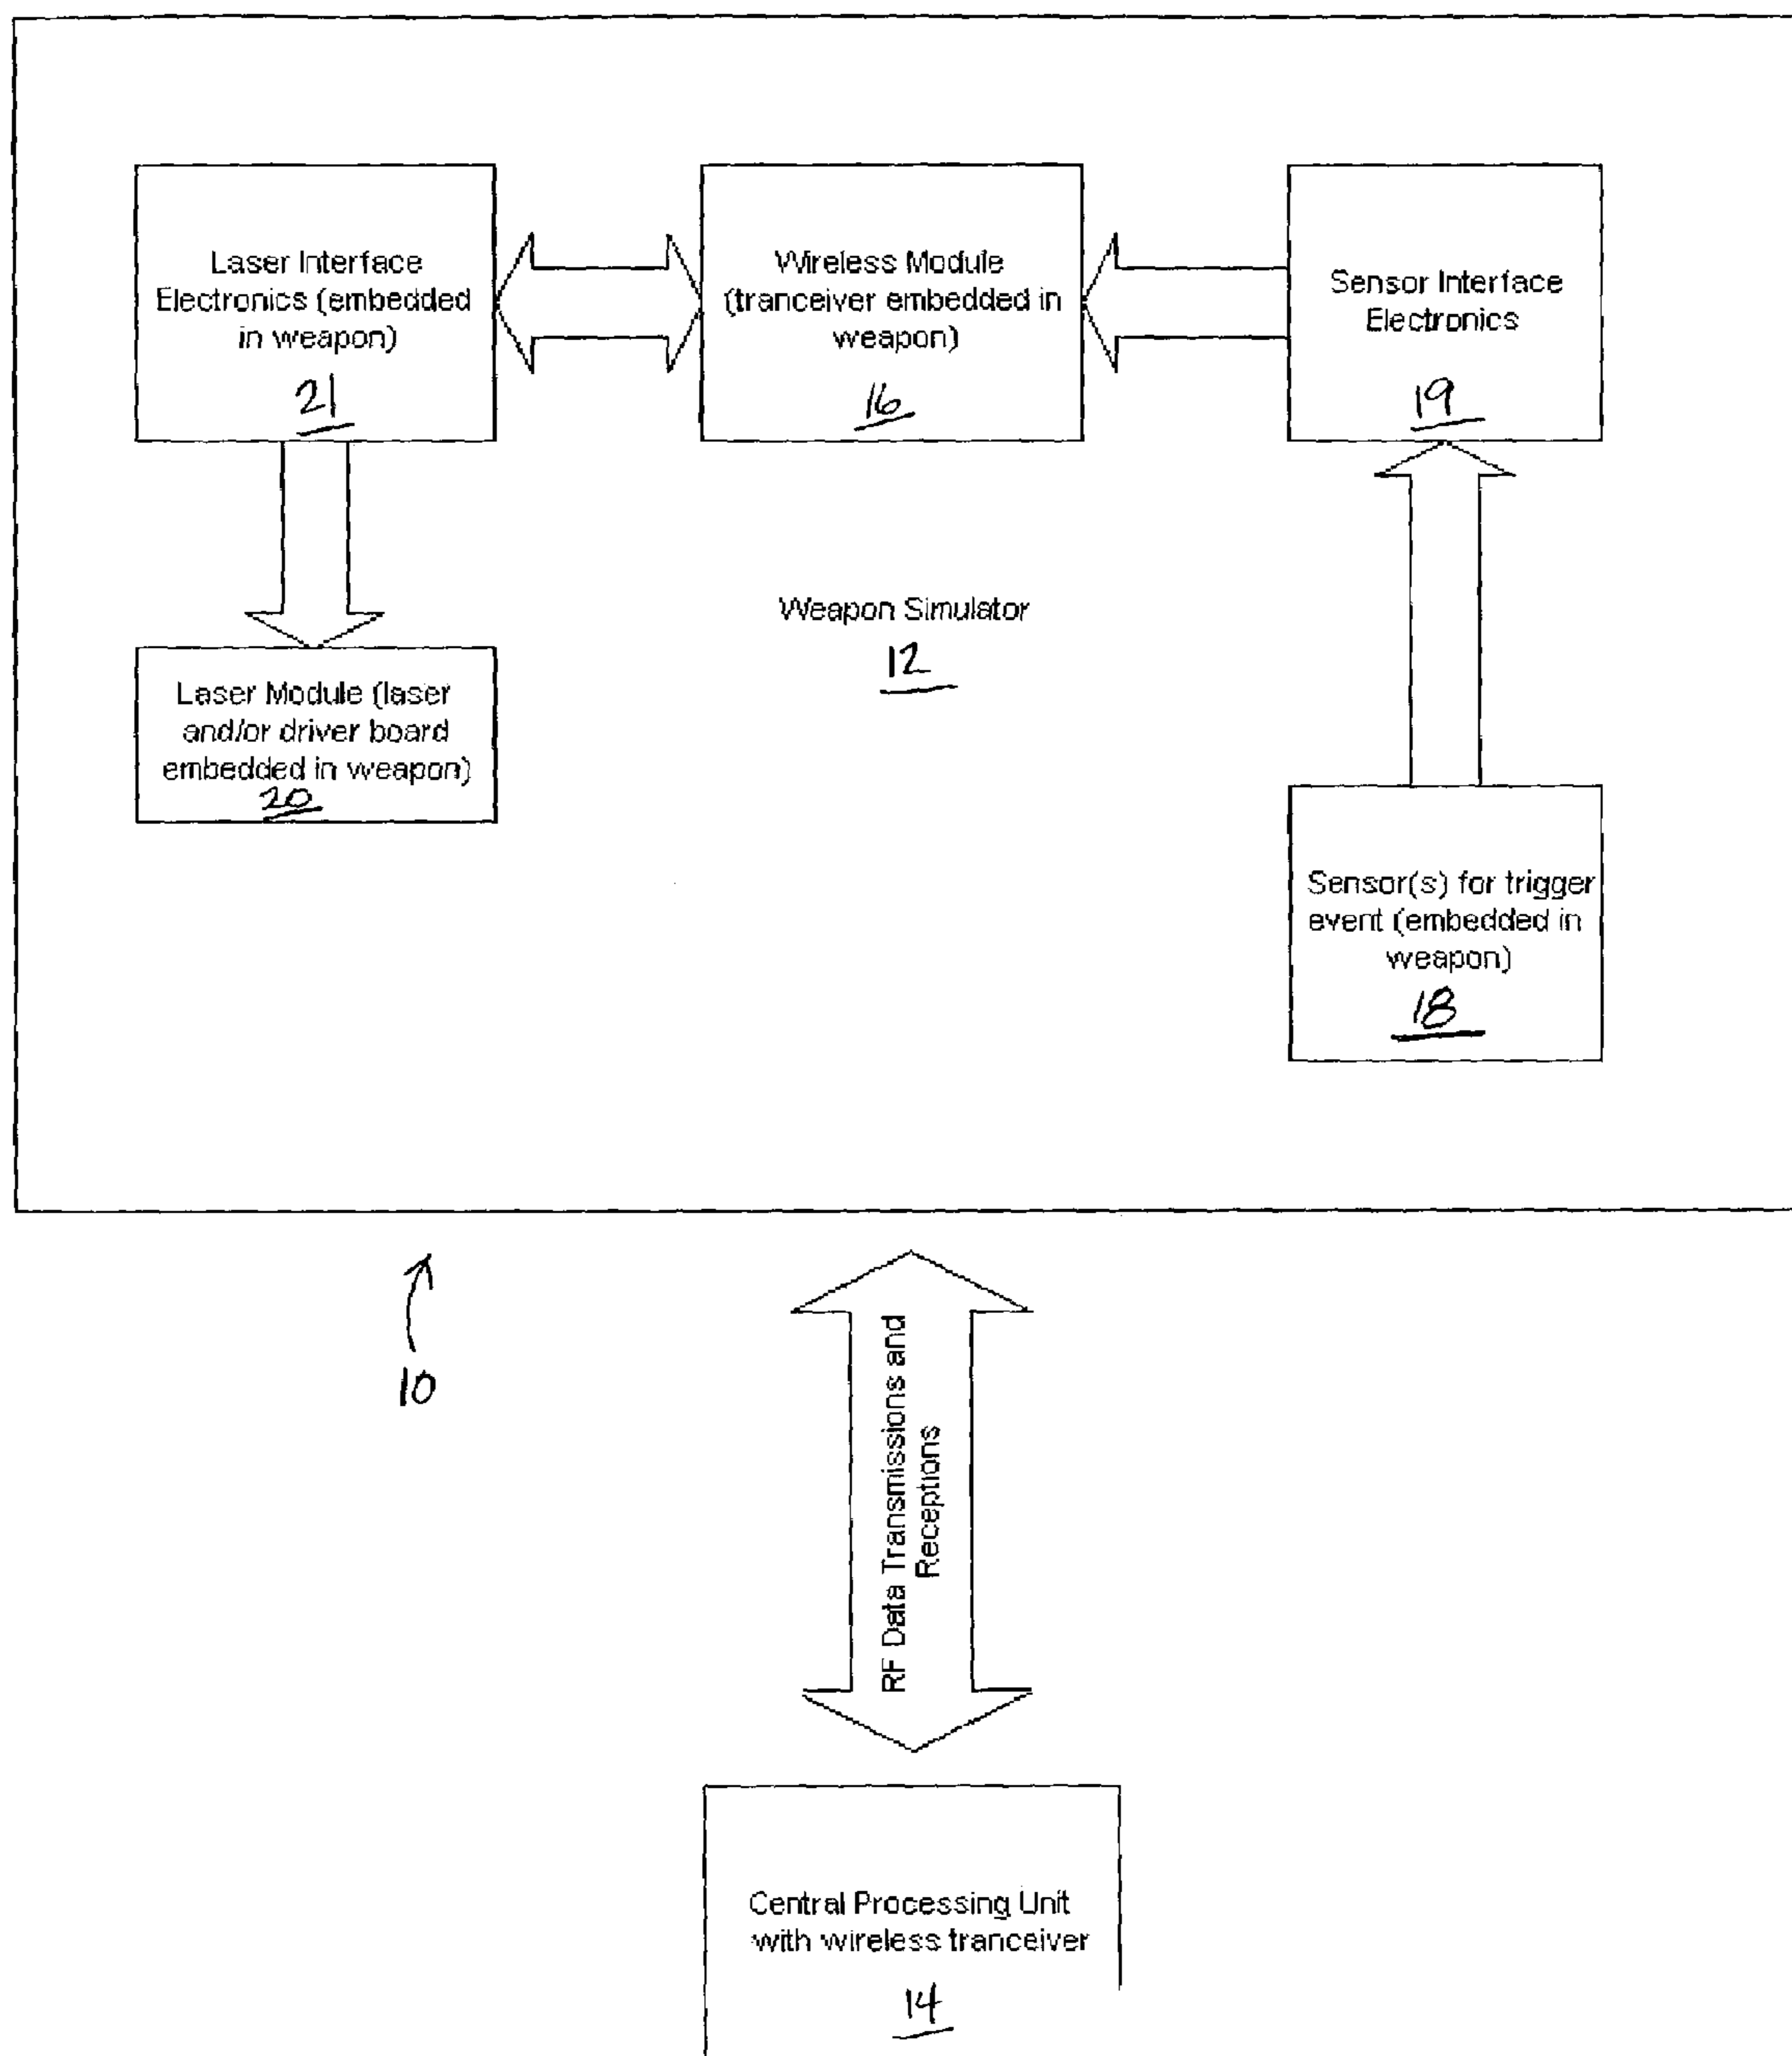 Laser Interface
Electronics (embedded
in weapon)
21
Wireless Module
(tranceiver embedded in
weapon)
16
Sensor Interface
Electronics
19
Weapon Simulator
12
Laser Module (laser
and/or driver board
embedded in weapon)
20
Sensor(s) for trigger
event (embedded in
weapon)
18
10
RF Data Transmissions and
Receptions
Central Processing Unit
with wireless tranceiver
14